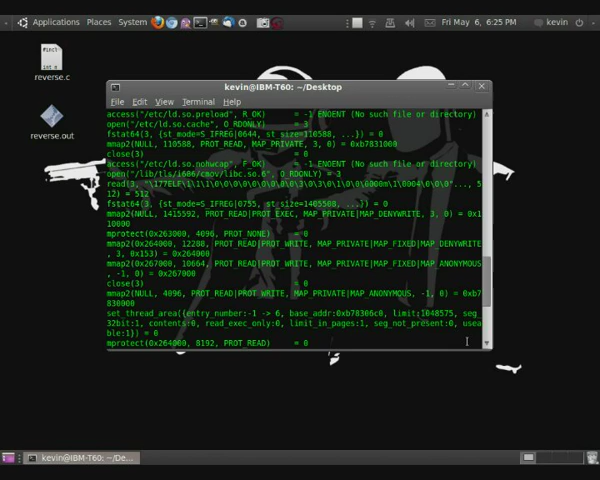 Applications Places System
Fri May 6, 6:25 PM
kevin
#incl
int m
reverse.c
reverse.out
kevin@IBM-T60: ~/Desktop
File Edit View Terminal Help
access("/etc/ld.so.preload", R_OK) = -1 ENOENT (No such file or directory)
open("/etc/ld.so.cache", O_RDONLY) = 3
fstat64(3, {st_mode=S_IFREG|0644, st_size=110588, ...}) = 0
mmap2(NULL, 110588, PROT_READ, MAP_PRIVATE, 3, 0) = 0xb7831000
close(3) = 0
access("/etc/ld.so.nohwcap", F_OK) = -1 ENOENT (No such file or directory)
open("/lib/tls/i686/cmov/libc.so.6", O_RDONLY) = 3
read(3, "\177ELF\1\1\1\0\0\0\0\0\0\0\0\0\3\0\3\0\1\0\0\0000m\1\0004\0\0\0"..., 5
12) = 512
fstat64(3, {st_mode=S_IFREG|0755, st_size=1405508, ...}) = 0
mmap2(NULL, 1415592, PROT_READ|PROT_EXEC, MAP_PRIVATE|MAP_DENYWRITE, 3, 0) = 0x1
10000
mprotect(0x263000, 4096, PROT_NONE) = 0
mmap2(0x264000, 12288, PROT_READ|PROT_WRITE, MAP_PRIVATE|MAP_FIXED|MAP_DENYWRITE
, 3, 0x153) = 0x264000
mmap2(0x267000, 10664, PROT_READ|PROT_WRITE, MAP_PRIVATE|MAP_FIXED|MAP_ANONYMOUS
, -1, 0) = 0x267000
close(3) = 0
mmap2(NULL, 4096, PROT_READ|PROT_WRITE, MAP_PRIVATE|MAP_ANONYMOUS, -1, 0) = 0xb7
830000
set_thread_area({entry_number:-1 -> 6, base_addr:0xb78306c0, limit:1048575, seg_
32bit:1, contents:0, read_exec_only:0, limit_in_pages:1, seg_not_present:0, usea
ble:1}) = 0
mprotect(0x264000, 8192, PROT_READ) = 0
kevin@IBM-T60: ~/De...